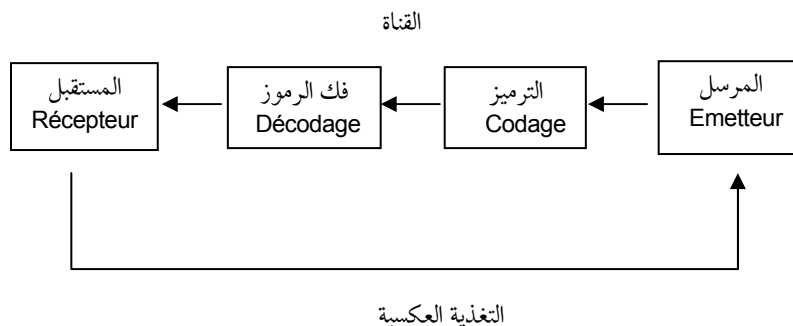 القناة
المرسل
Emetteur
الترميز
Codage
فك الرموز
Décodage
المستقبل
Récepteur
التغذية العكسية